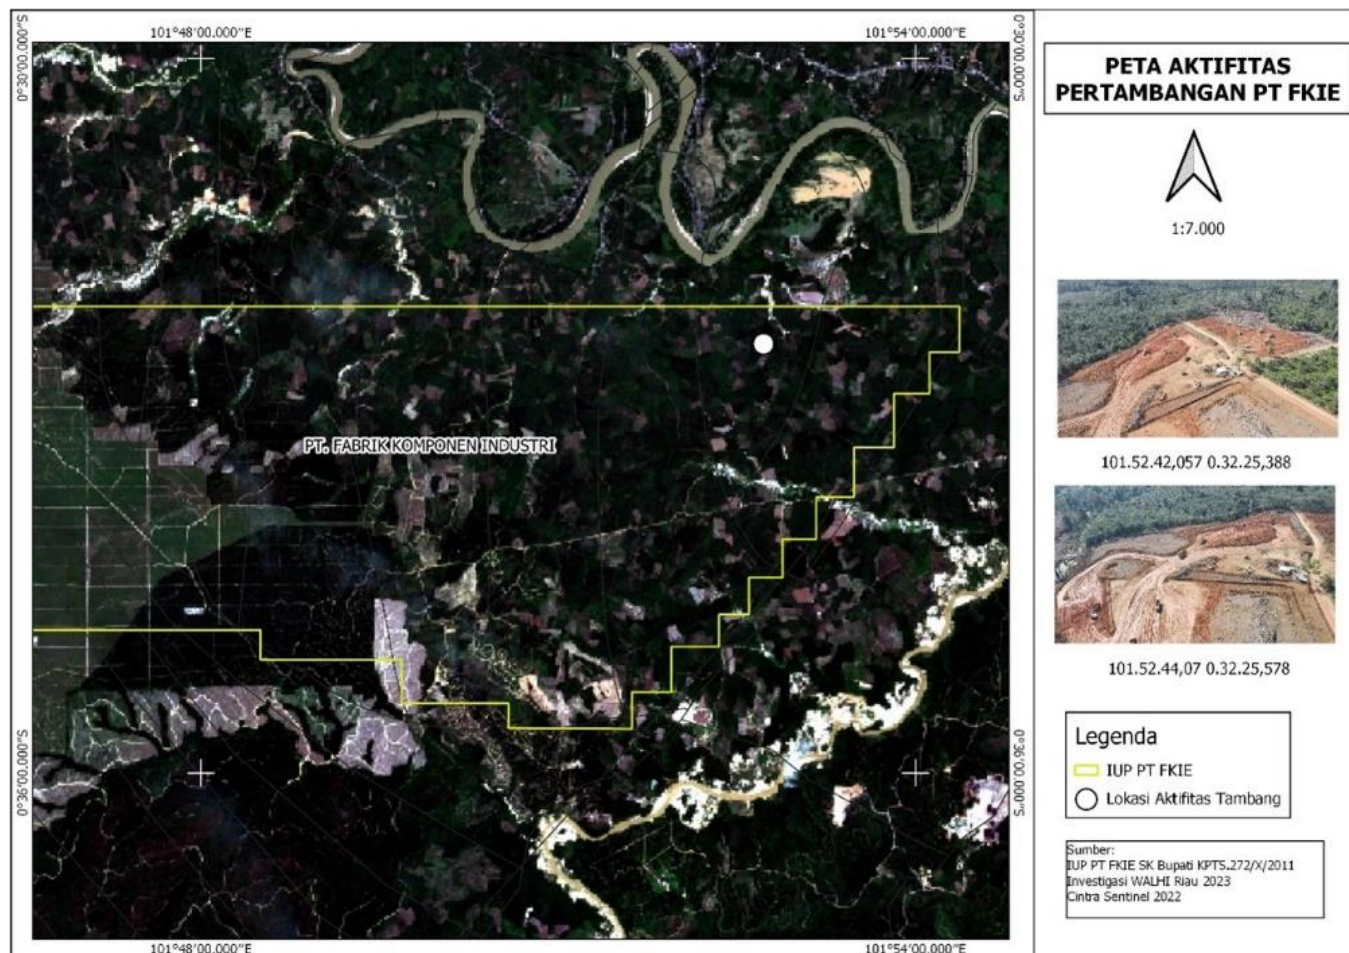 101°48'00.000"E
101°54'00.000"E
0°30'00.000"S
0°30'00.000"S
PETA AKTIFITAS
PERTAMBANGAN PT FKIE
1:7.000
101.52.42,057 0.32.25,388
PT. FABRIK KOMPONEN INDUSTRI
101.52.44,07 0.32.25,578
0°36'00.000"S
0°36'00.000"S
Legenda
IUP PT FKIE
Lokasi Aktifitas Tambang
Sumber:
IUP PT FKIE SK Bupati KPTS.272/X/2011
Investigasi WALHI Riau 2023
Cintra Sentinel 2022
101°48'00.000"E
101°54'00.000"E